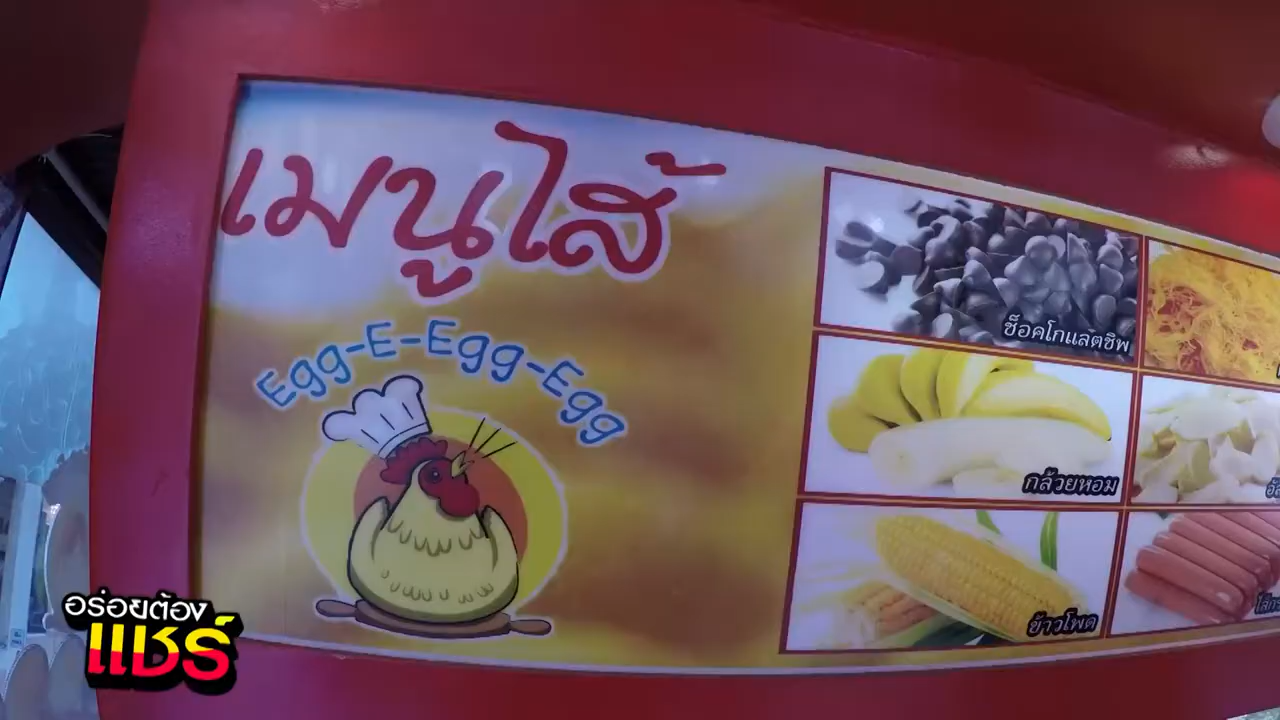 เมนูไส้
Egg-E-Egg-Egg
ช็อคโกแลตชิพ
กล้วยหอม
ข้าวโพด
อร่อยต้อง
แชร์